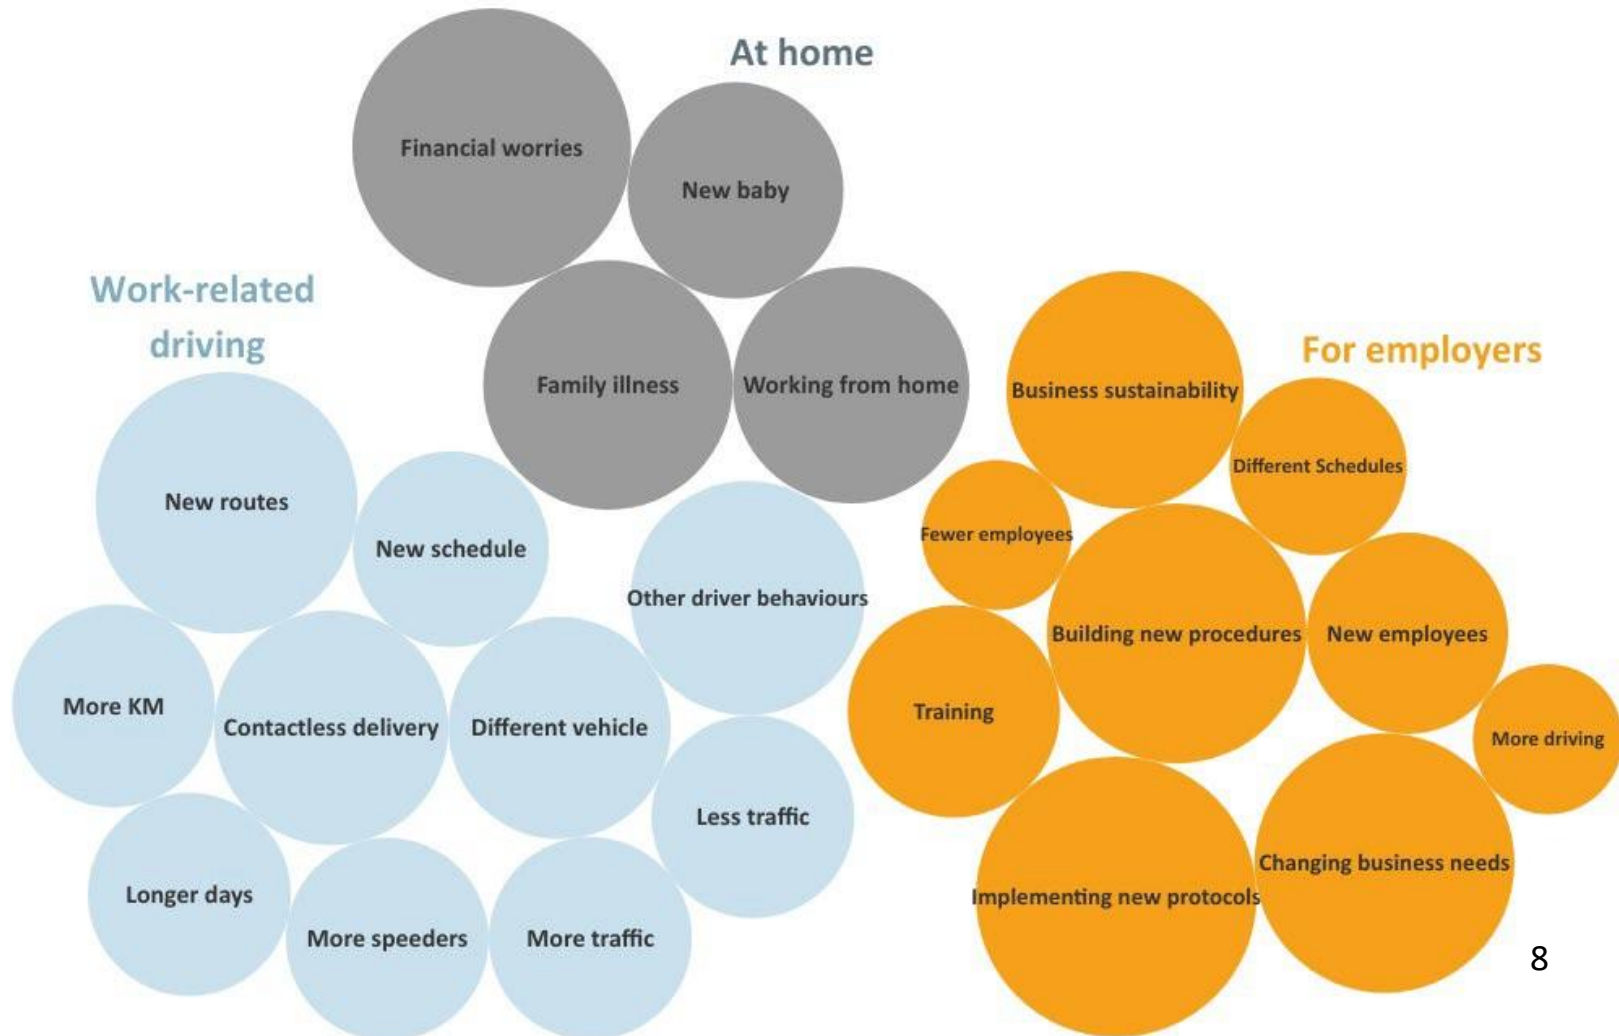 At home
Financial worries
New baby
Family illness
Working from home
Work-related
driving
New routes
New schedule
Other driver behaviours
More KM
Contactless delivery
Different vehicle
Less traffic
Longer days
More speeders
More traffic
For employers
Business sustainability
Different Schedules
Fewer employees
Building new procedures
New employees
Training
More driving
Changing business needs
Implementing new protocols
8